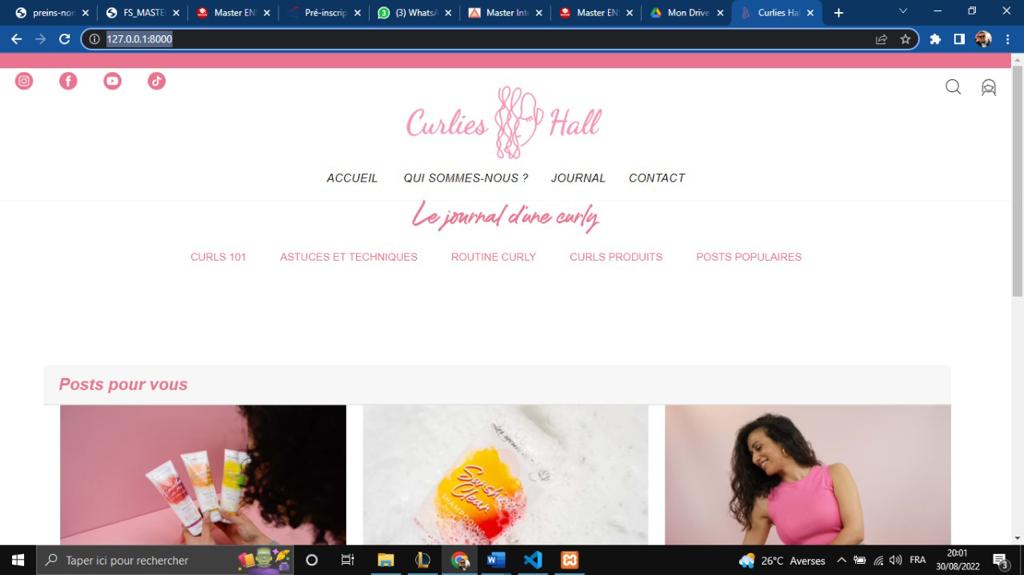 preins-nor
FS_MASTE
Master EN
Pré-inscrip
(3) WhatsA
Master Int
Master EN
Mon Drive
Curlies Hal
127.0.0.1:8000
Curlies Hall
ACCUEIL QUI SOMMES-NOUS ? JOURNAL CONTACT
Le journal d'une curly
CURLS 101 ASTUCES ET TECHNIQUES ROUTINE CURLY CURLS PRODUITS POSTS POPULAIRES
Posts pour vous
Sunshine
Clear
Taper ici pour rechercher
26°C Averses
FRA
20:01
30/08/2022
3